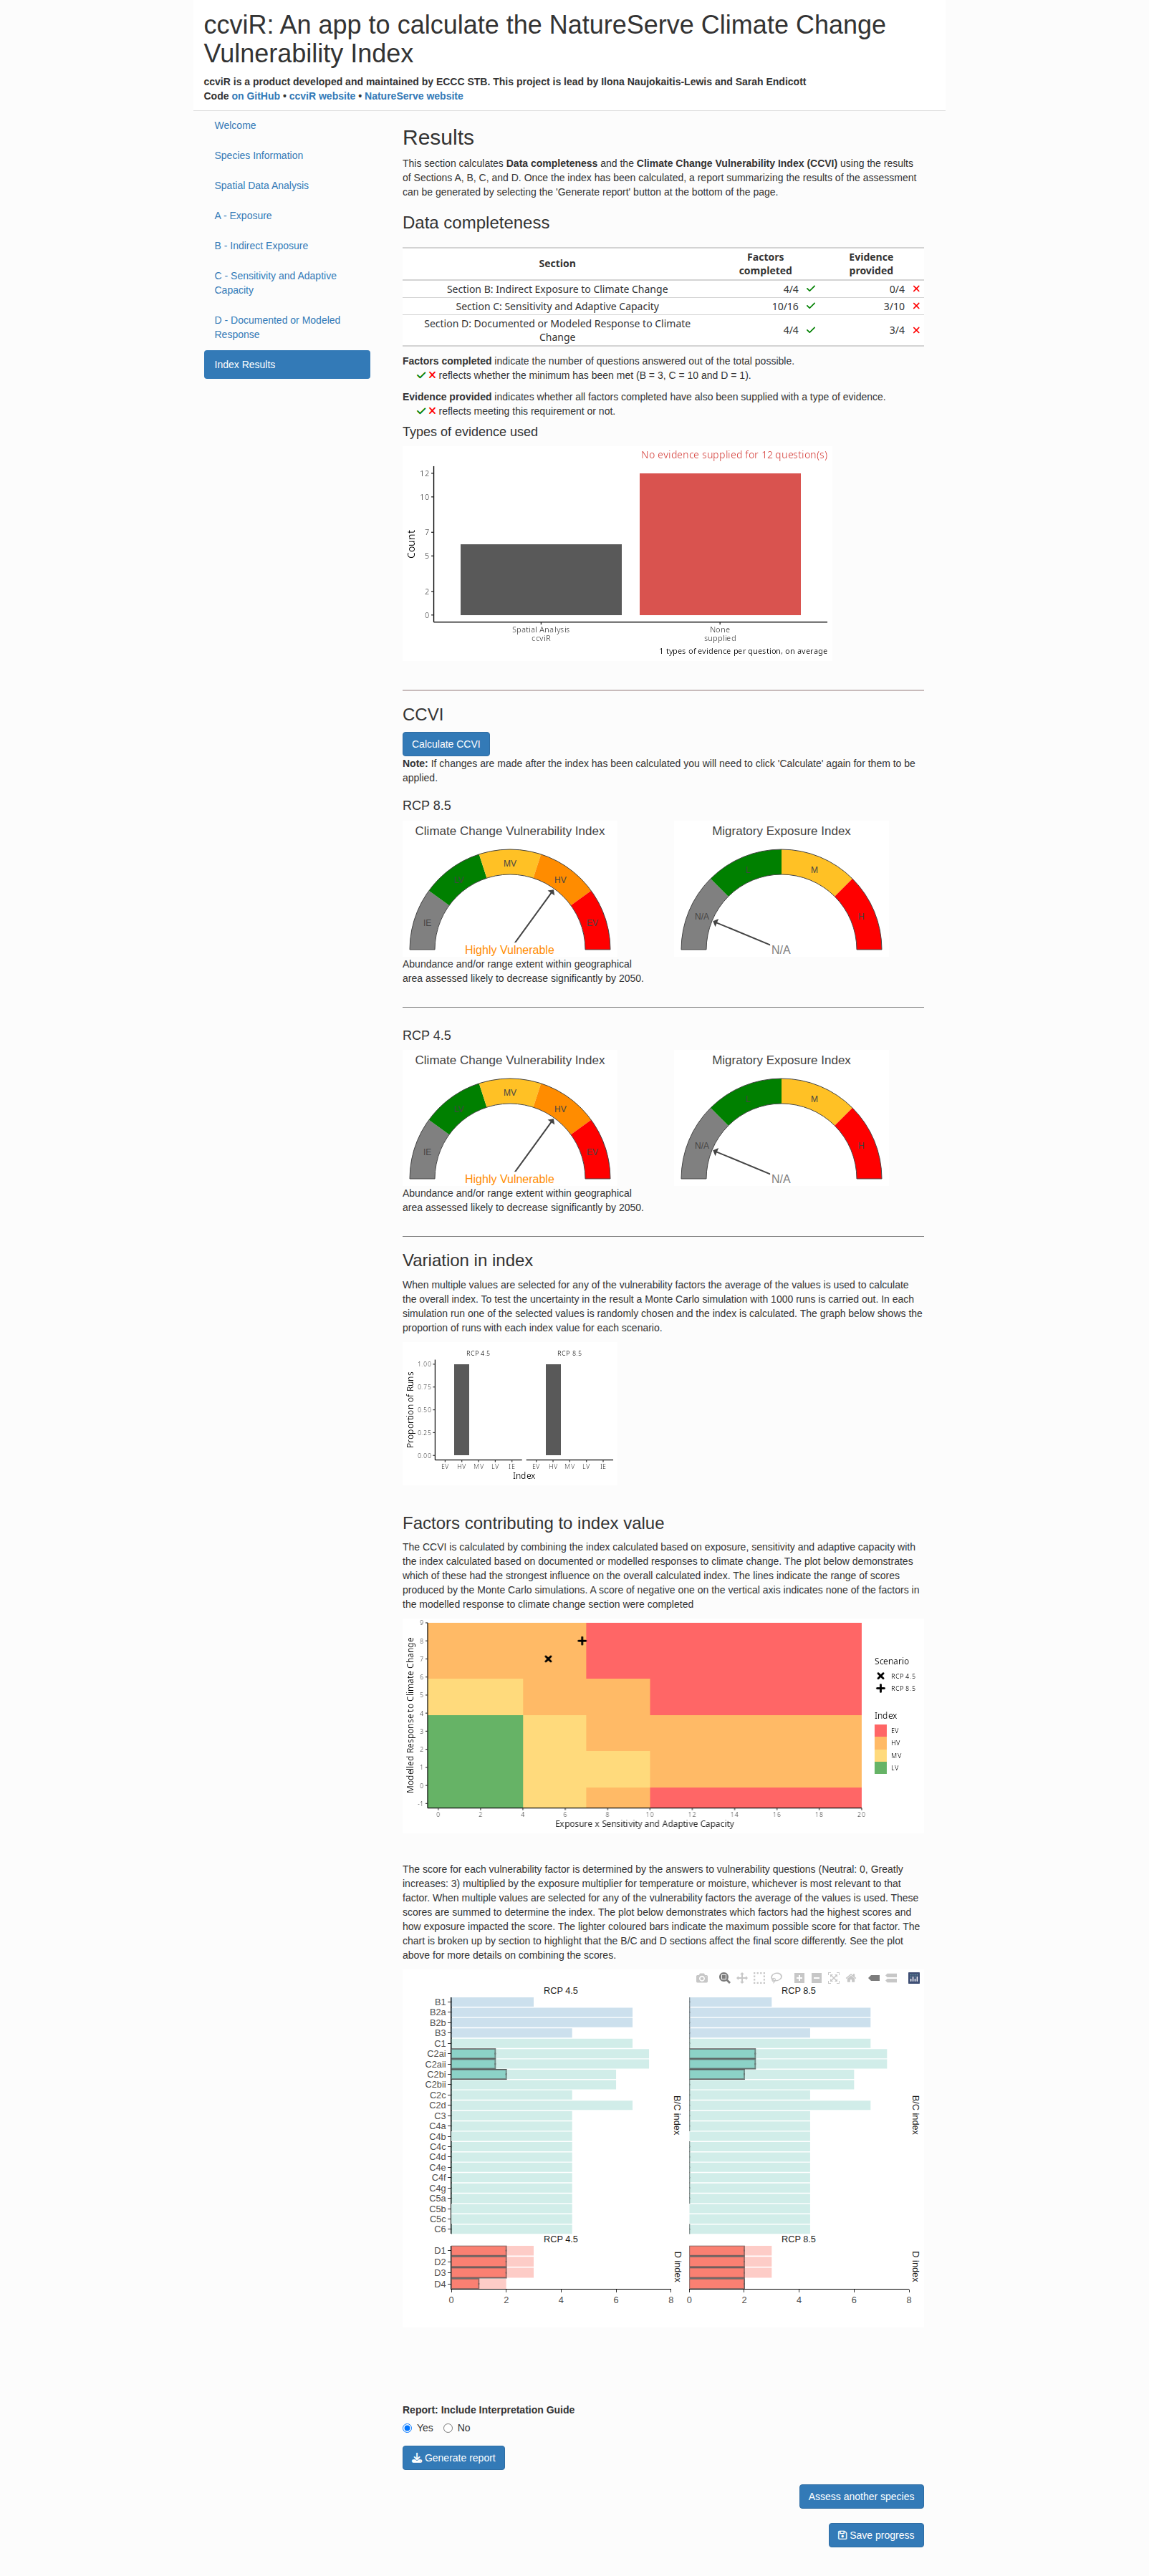 ccviR: An app to calculate the NatureServe Climate Change
Vulnerability Index
ccviR is a product developed and maintained by ECCC STB. This project is lead by Ilona Naujokaitis-Lewis and Sarah Endicott
Code on GitHub • ccviR website • NatureServe website
Welcome
Species Information
Spatial Data Analysis
A - Exposure
B - Indirect Exposure
C - Sensitivity and Adaptive
Capacity
D - Documented or Modeled
Response
Index Results
Results
This section calculates Data completeness and the Climate Change Vulnerability Index (CCVI) using the results
of Sections A, B, C, and D. Once the index has been calculated, a report summarizing the results of the assessment
can be generated by selecting the 'Generate report' button at the bottom of the page.
Data completeness
Section Factors completed Evidence provided
Section B: Indirect Exposure to Climate Change 4/4 0/4
Section C: Sensitivity and Adaptive Capacity 10/16 3/10
Section D: Documented or Modeled Response to Climate
Change 4/4 3/4
Factors completed indicate the number of questions answered out of the total possible.
reflects whether the minimum has been met (B = 3, C = 10 and D = 1).
Evidence provided indicates whether all factors completed have also been supplied with a type of evidence.
reflects meeting this requirement or not.
Types of evidence used
No evidence supplied for 12 question(s)
12
10
7
5
2
0
Count
Spatial Analysis
ccviR
None
supplied
1 types of evidence per question, on average
CCVI
Calculate CCVI
Note: If changes are made after the index has been calculated you will need to click 'Calculate' again for them to be
applied.
RCP 8.5
Climate Change Vulnerability Index
IE MV HV EV
Highly Vulnerable
Migratory Exposure Index
N/A M H
N/A
Abundance and/or range extent within geographical
area assessed likely to decrease significantly by 2050.
RCP 4.5
Climate Change Vulnerability Index
IE LV MV HV EV
Highly Vulnerable
Migratory Exposure Index
N/A M
N/A
Abundance and/or range extent within geographical
area assessed likely to decrease significantly by 2050.
Variation in index
When multiple values are selected for any of the vulnerability factors the average of the values is used to calculate
the overall index. To test the uncertainty in the result a Monte Carlo simulation with 1000 runs is carried out. In each
simulation run one of the selected values is randomly chosen and the index is calculated. The graph below shows the
proportion of runs with each index value for each scenario.
RCP 4.5 RCP 8.5
1.00
0.75
0.50
0.25
0.00
Proportion of Runs
EV HV MV LV IE EV HV MV LV IE
Index
Factors contributing to index value
The CCVI is calculated by combining the index calculated based on exposure, sensitivity and adaptive capacity with
the index calculated based on documented or modelled responses to climate change. The plot below demonstrates
which of these had the strongest influence on the overall calculated index. The lines indicate the range of scores
produced by the Monte Carlo simulations. A score of negative one on the vertical axis indicates none of the factors in
the modelled response to climate change section were completed
9
8
7
6
5
4
3
2
1
0
-1
Modelled Response to Climate Change
0 2 4 6 8 10 12 14 16 18 20
Exposure x Sensitivity and Adaptive Capacity
Scenario
RCP 4.5
RCP 8.5
Index
EV
HV
MV
LV
The score for each vulnerability factor is determined by the answers to vulnerability questions (Neutral: 0, Greatly
increases: 3) multiplied by the exposure multiplier for temperature or moisture, whichever is most relevant to that
factor. When multiple values are selected for any of the vulnerability factors the average of the values is used. These
scores are summed to determine the index. The plot below demonstrates which factors had the highest scores and
how exposure impacted the score. The lighter coloured bars indicate the maximum possible score for that factor. The
chart is broken up by section to highlight that the B/C and D sections affect the final score differently. See the plot
above for more details on combining the scores.
RCP 4.5 RCP 8.5
B1
B2a
B2b
B3
C1
C2ai
C2aii
C2bi
C2bii
C2c
C2d
C3
C4a
C4b
C4c
C4d
C4e
C4f
C4g
C5a
C5b
C5c
C6
B/C index
B/C index
RCP 4.5 RCP 8.5
D1
D2
D3
D4
D index
D index
0 2 4 6 8 0 2 4 6 8
Report: Include Interpretation Guide
Yes No
Generate report
Assess another species
Save progress